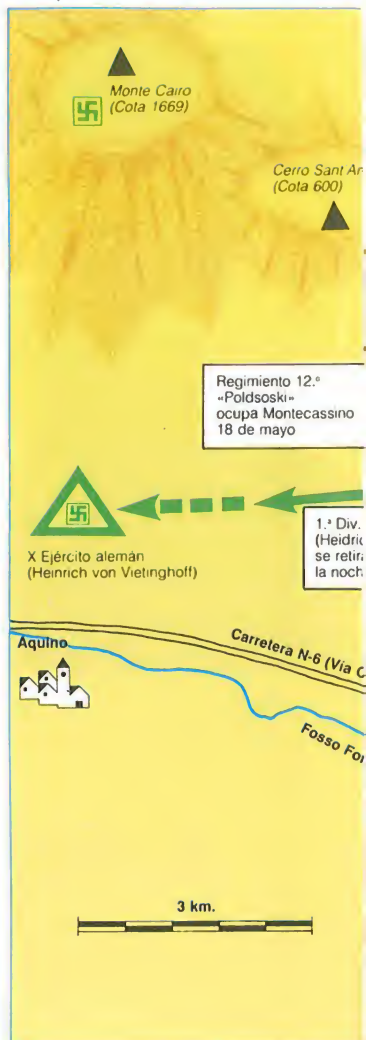 Monte Cairo
(Cota 1669)
Cerro Sant An
(Cota 600)
Regimiento 12.º
«Poldsoski»
ocupa Montecassino
18 de mayo
1.ª Div.
(Heidric
se retira
la noch
X Ejército alemán
(Heinrich von Vietinghoff)
Aquino
Carretera N-6 (Vía C
Fosso For
3 km.